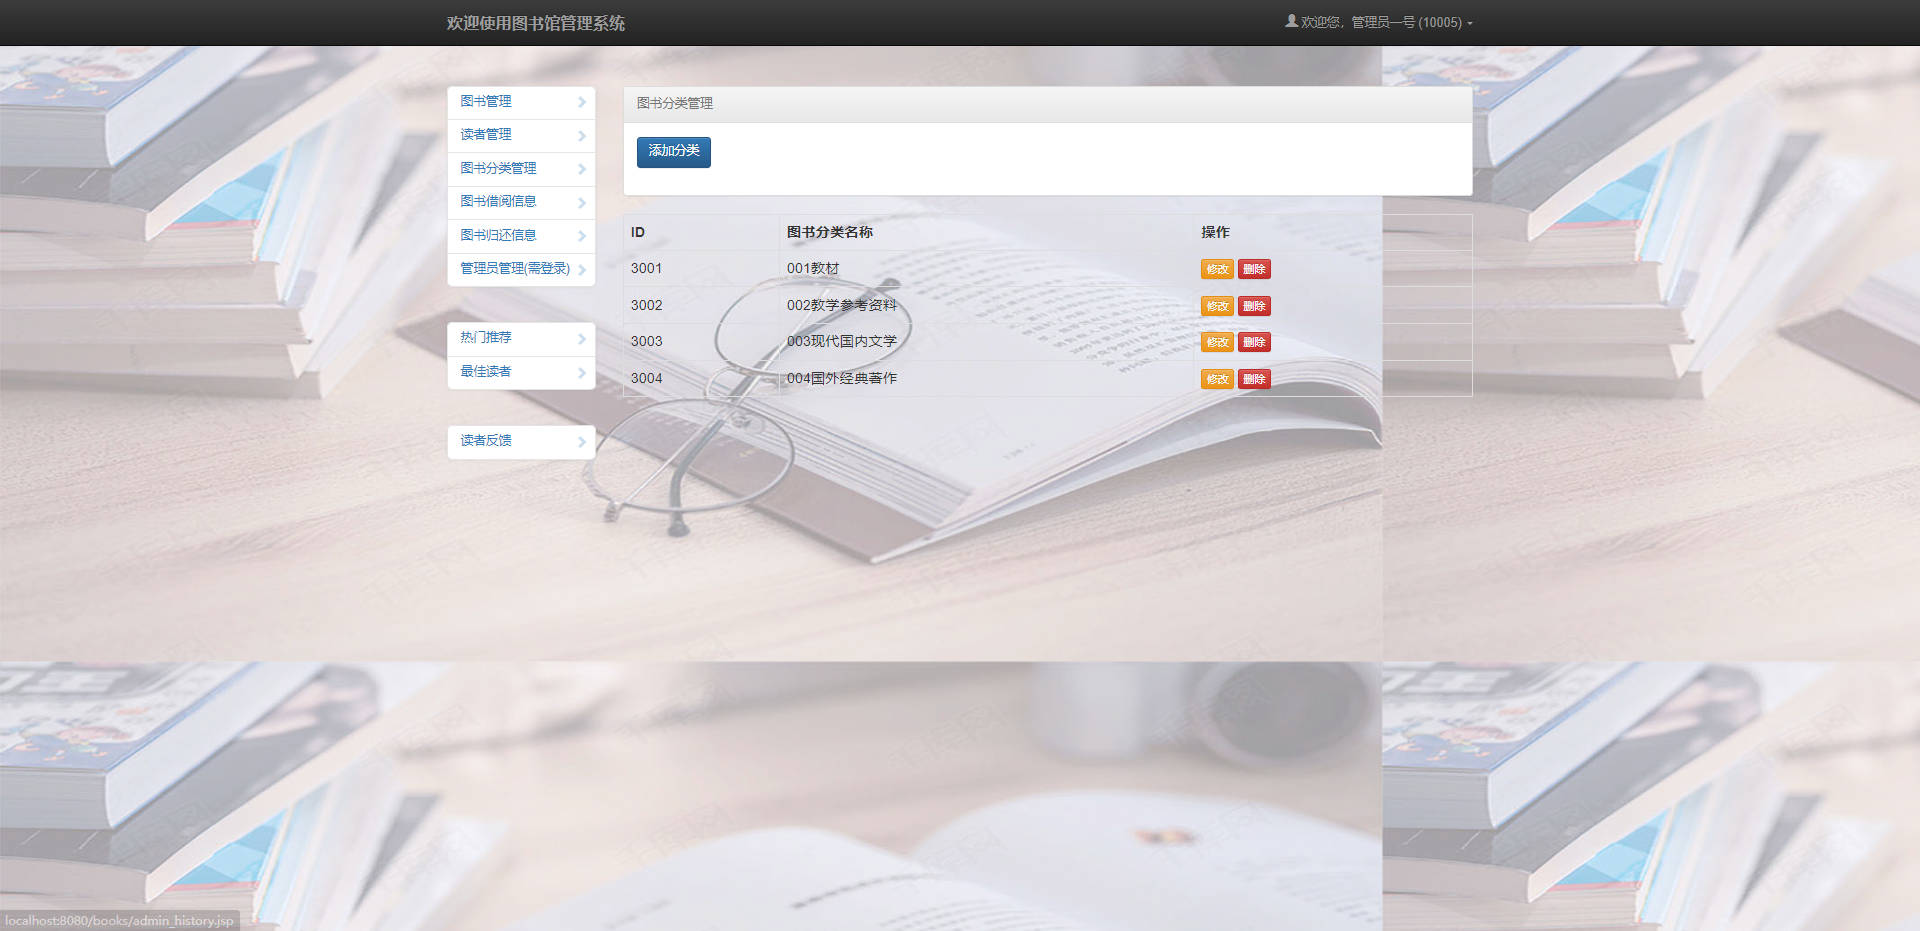 欢迎使用图书馆管理系统
欢迎您，管理员一号 (10005)
图书管理
读者管理
图书分类管理
图书借阅信息
图书归还信息
管理员管理(需登录)
热门推荐
最佳读者
读者反馈
图书分类管理
添加分类
ID 图书分类名称 操作
3001 001教材 修改 删除
3002 002教学参考资料 修改 删除
3003 003现代国内文学 修改 删除
3004 004国外经典著作 修改 删除
localhost:8080/books/admin_history.jsp